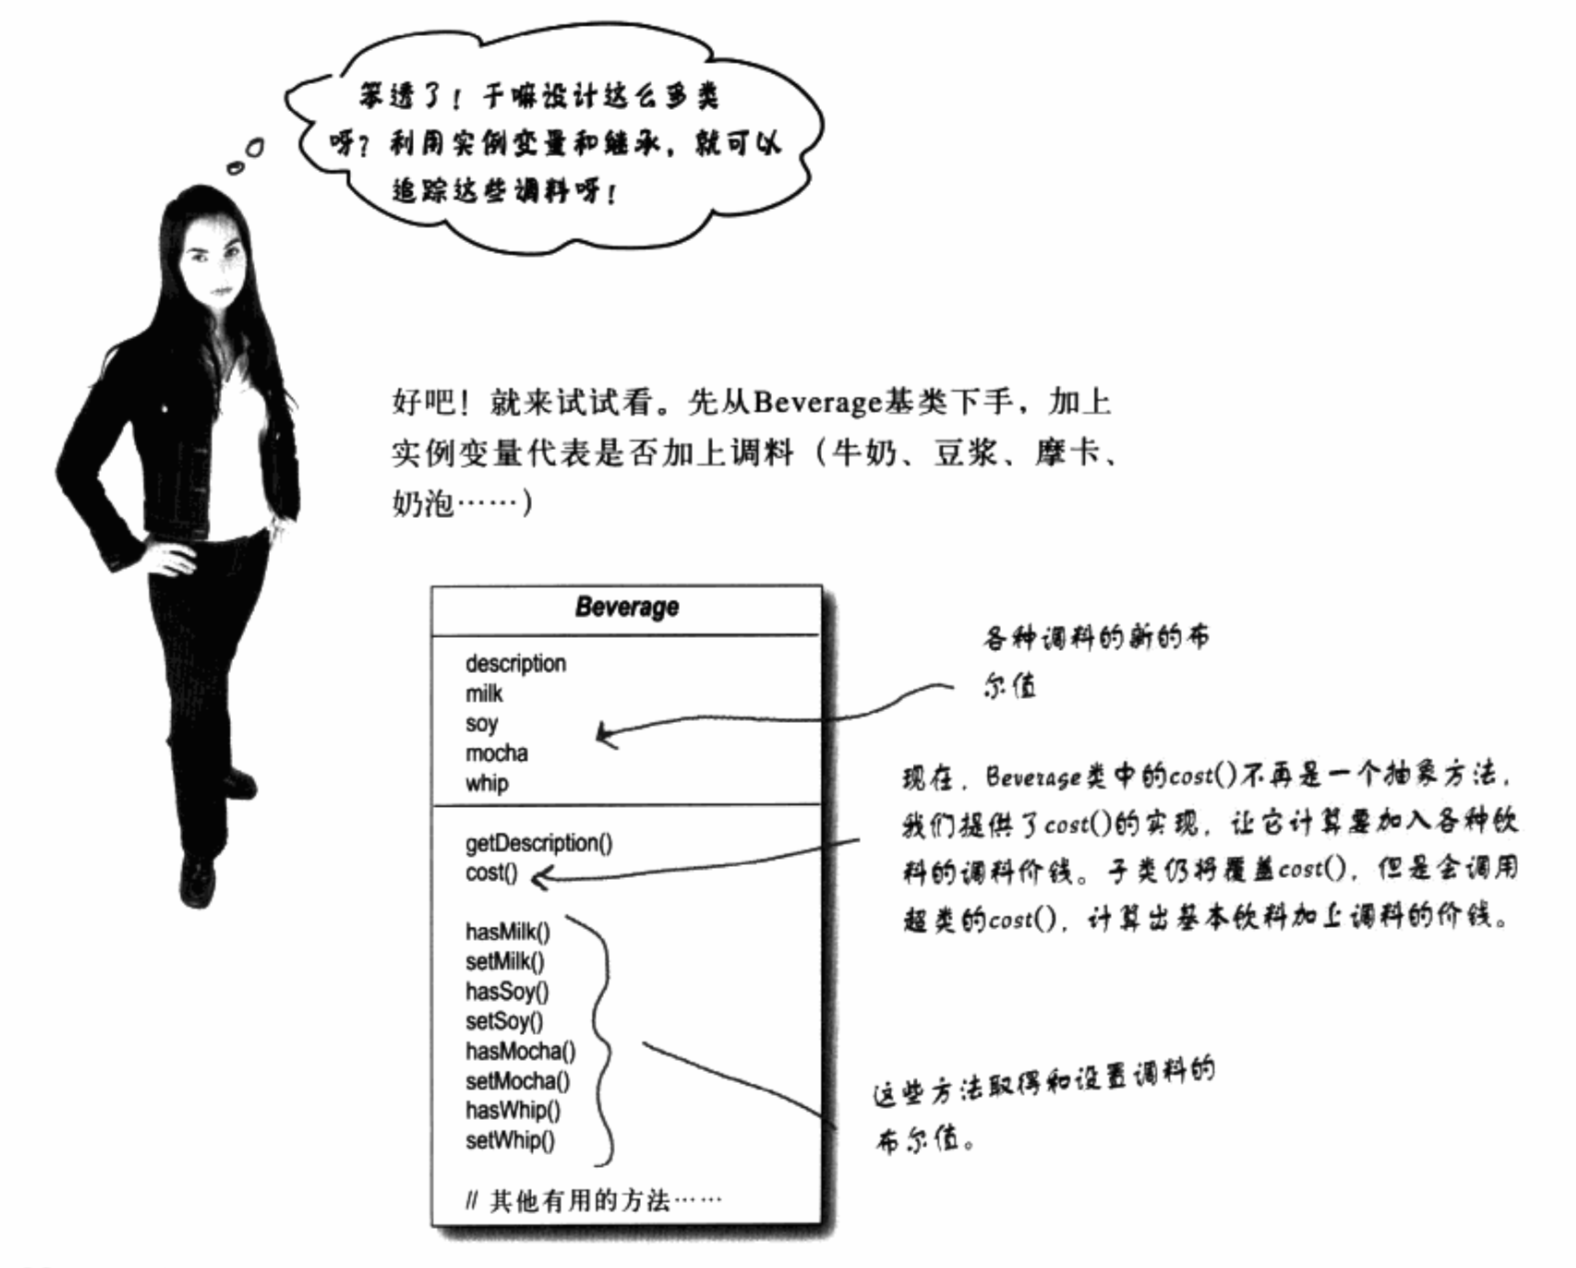 笨透了！干嘛设计这么多类
呀？利用实例变量和继承，就可以
追踪这些调料呀！
好吧！就来试试看。先从Beverage基类下手，加上
实例变量代表是否加上调料（牛奶、豆浆、摩卡、
奶泡……）
Beverage
description
milk
soy
mocha
whip
getDescription()
cost()
hasMilk()
setMilk()
hasSoy()
setSoy()
hasMocha()
setMocha()
hasWhip()
setWhip()
// 其他有用的方法……
各种调料的新的布
尔值
现在，Beverage类中的cost()不再是一个抽象方法，
我们提供了cost()的实现，让它计算要加入各种饮
料的调料价钱。子类仍将覆盖cost()，但是会调用
超类的cost()，计算出基本饮料加上调料的价钱。
这些方法取得和设置调料的
布尔值。